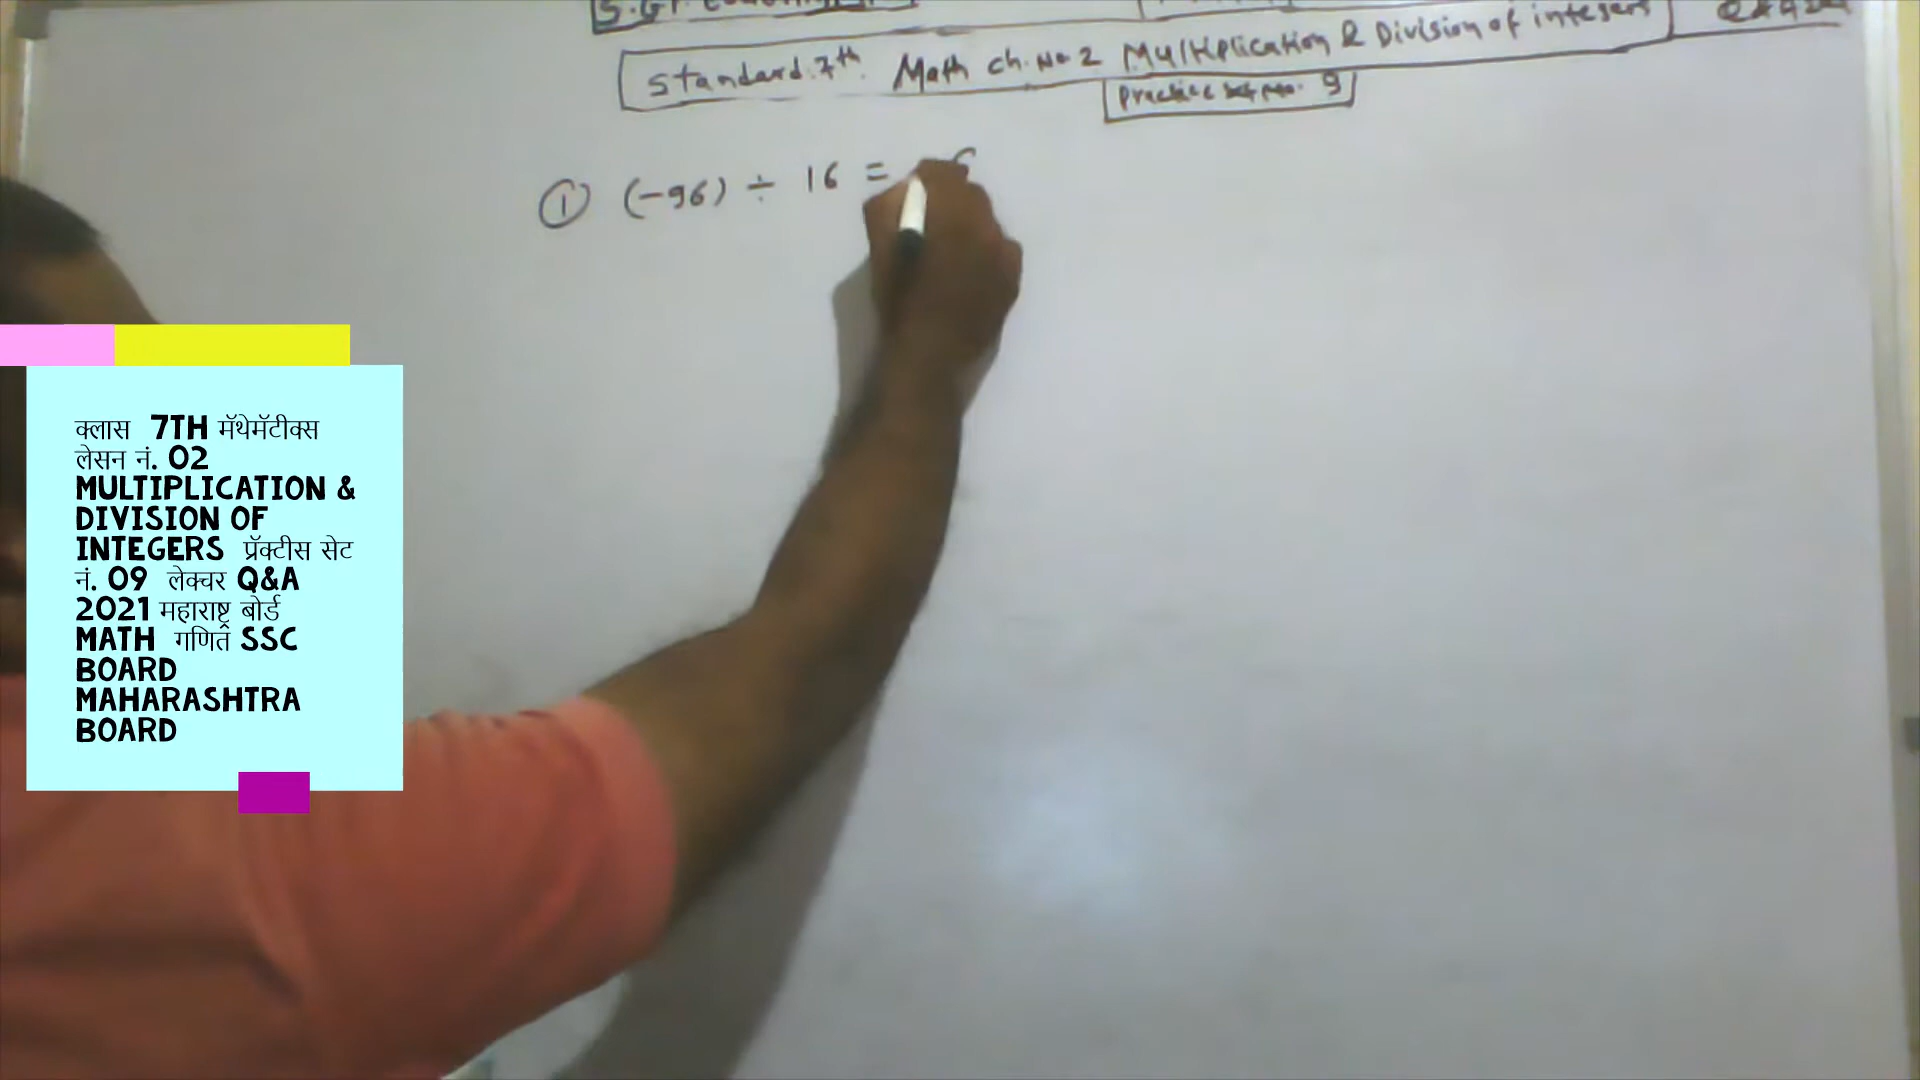 Standard 7th Math ch. No 2 Multiplication & Division of integers
Practice set no. 9
① (-96) ÷ 16 =
क्लास 7TH मॅथेमॅटीक्स
लेसन नं. 02
MULTIPLICATION &
DIVISION OF
INTEGERS प्रॅक्टीस सेट
नं. 09 लेक्चर Q&A
2021 महाराष्ट्र बोर्ड
MATH गणित SSC
BOARD
MAHARASHTRA
BOARD